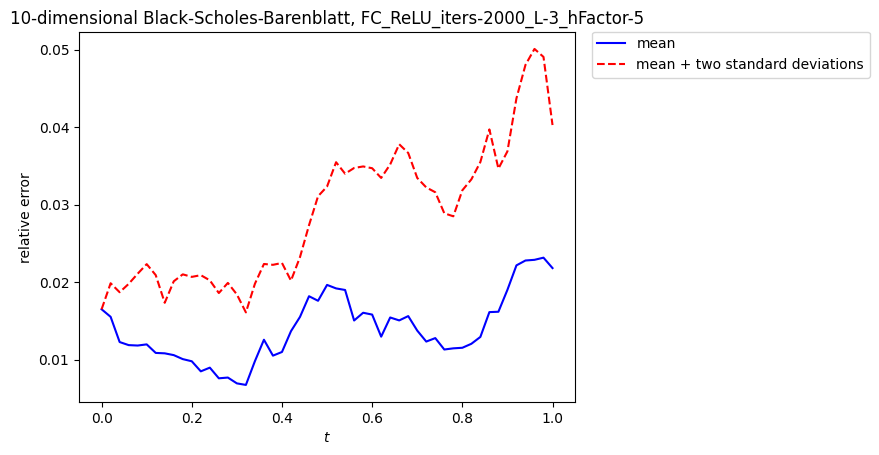 10-dimensional Black-Scholes-Barenblatt, FC_ReLU_iters-2000_L-3_hFactor-5
mean
mean + two standard deviations
relative error
0.05
0.04
0.03
0.02
0.01
0.0 0.2 0.4 0.6 0.8 1.0
t